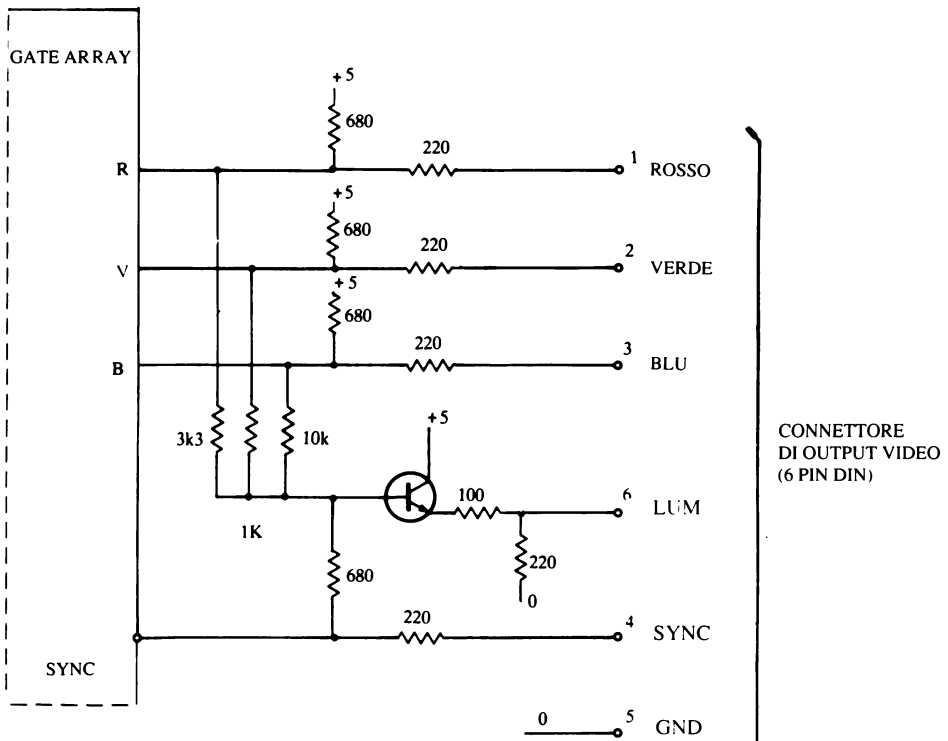 GATE ARRAY
+5
680
R
220
1 ROSSO
+5
680
V
220
2 VERDE
+5
680
B
220
3 BLU
3k3
10k
1K
+5
100
6 LUM
220
0
680
220
4 SYNC
SYNC
0
5 GND
CONNETTORE
DI OUTPUT VIDEO
(6 PIN DIN)